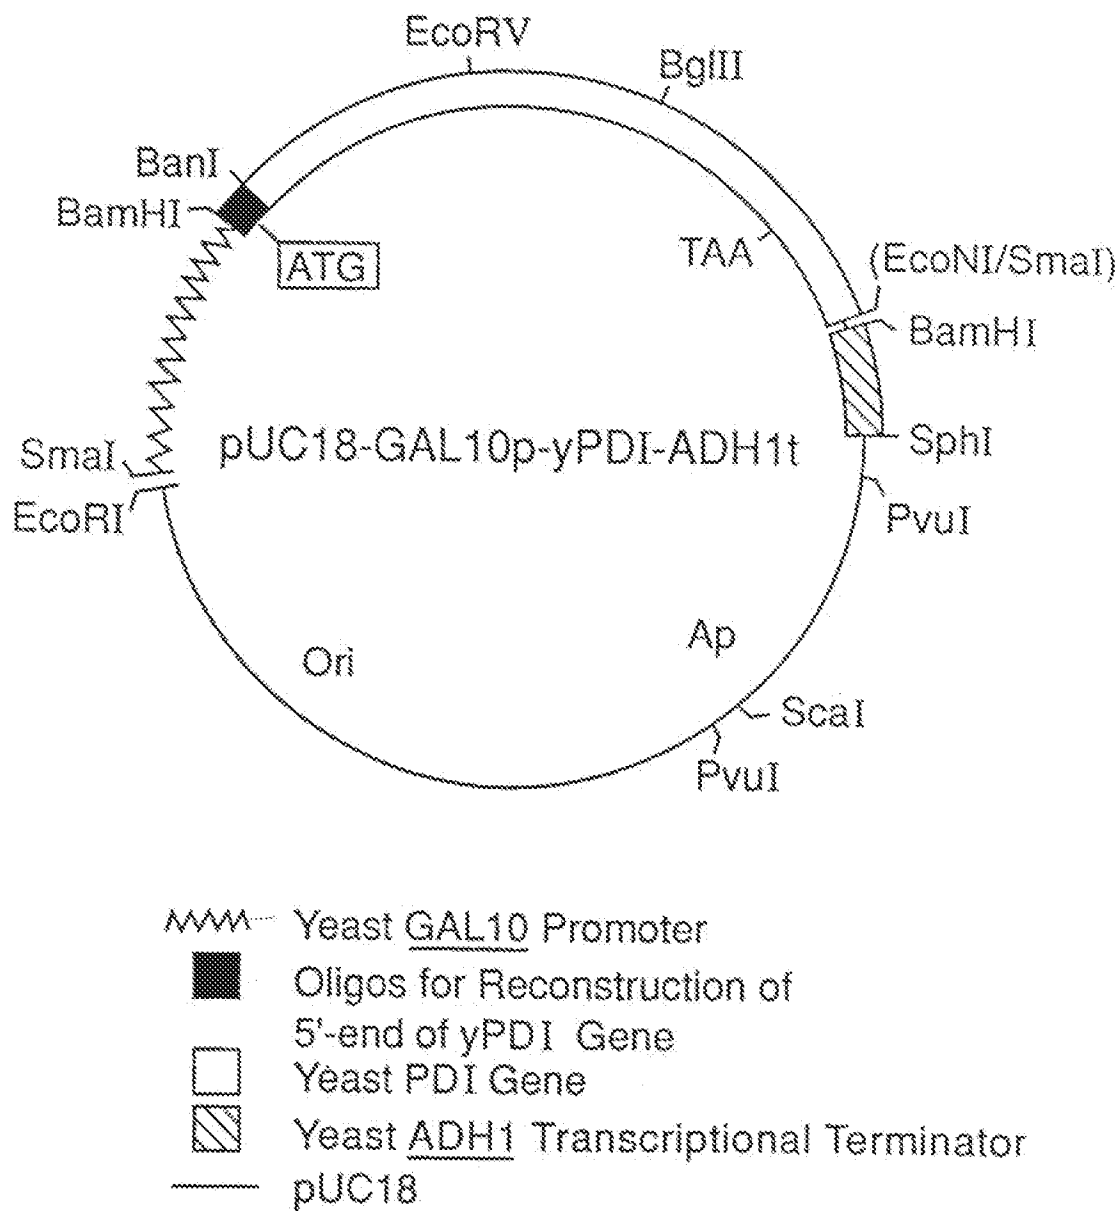 EcoRV
BglII
BanI
BamHI
ATG
TAA
(EcoNI/SmaI)
BamHI
SmaI
pUC18-GAL10p-yPDI-ADH1t
SphI
EcoRI
PvuI
Ori
Ap
ScaI
PvuI
Yeast GAL10 Promoter
Oligos for Reconstruction of
5'-end of yPDI Gene
Yeast PDI Gene
Yeast ADH1 Transcriptional Terminator
pUC18